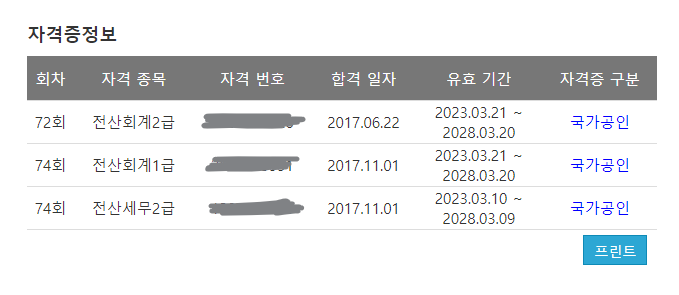 자격증정보
회차 자격 종목 자격 번호 합격 일자 유효 기간 자격증 구분
72회 전산회계2급 2017.06.22 2023.03.21 ~ 2028.03.20 국가공인
74회 전산회계1급 2017.11.01 2023.03.21 ~ 2028.03.20 국가공인
74회 전산세무2급 2017.11.01 2023.03.10 ~ 2028.03.09 국가공인
프린트